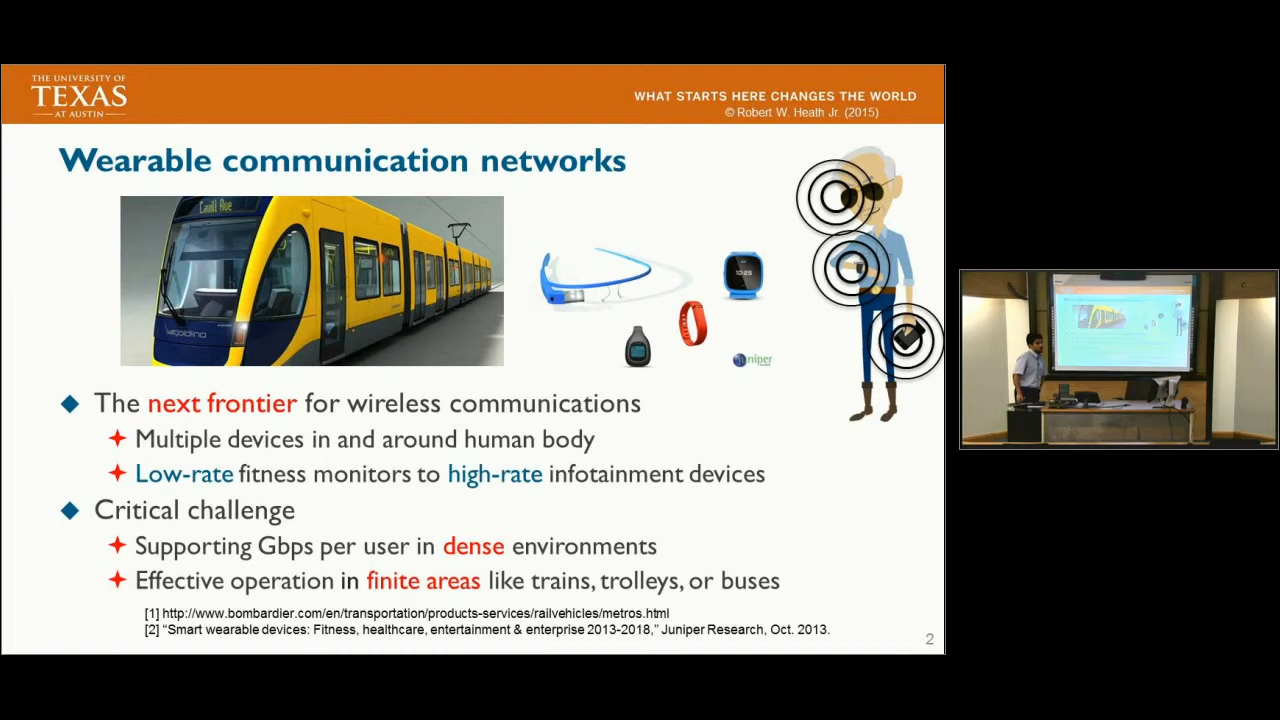 THE UNIVERSITY OF
TEXAS
AT AUSTIN
WHAT STARTS HERE CHANGES THE WORLD
© Robert W. Heath Jr. (2015)
Wearable communication networks
Cavill Ave
10:29
The next frontier for wireless communications
Multiple devices in and around human body
Low-rate fitness monitors to high-rate infotainment devices
Critical challenge
Supporting Gbps per user in dense environments
Effective operation in finite areas like trains, trolleys, or buses
[1] http://www.bombardier.com/en/transportation/products-services/railvehicles/metros.html
[2] “Smart wearable devices: Fitness, healthcare, entertainment & enterprise 2013-2018,” Juniper Research, Oct. 2013.
2